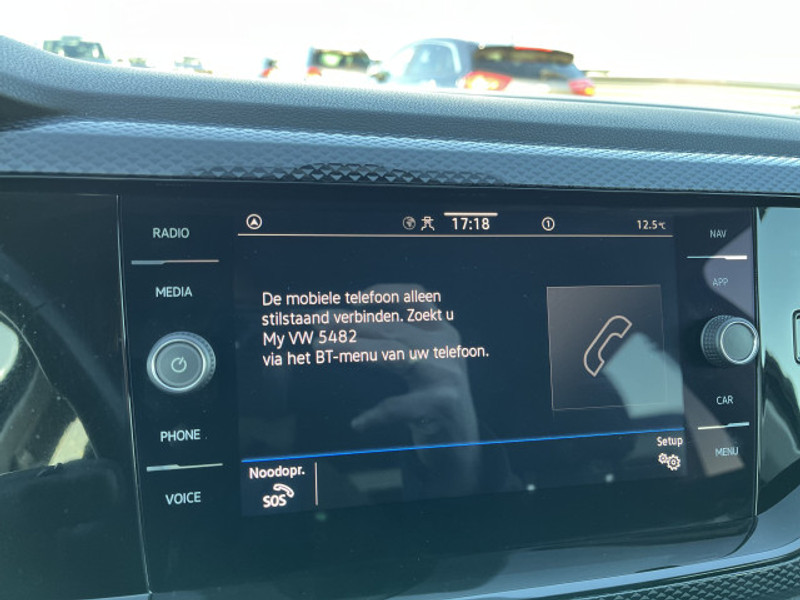 RADIO
MEDIA
PHONE
VOICE
17:18
1
12.5℃
De mobiele telefoon alleen
stilstaand verbinden. Zoekt u
My VW 5482
via het BT-menu van uw telefoon.
Noodopr.
SOS
Setup
NAV
APP
CAR
MENU